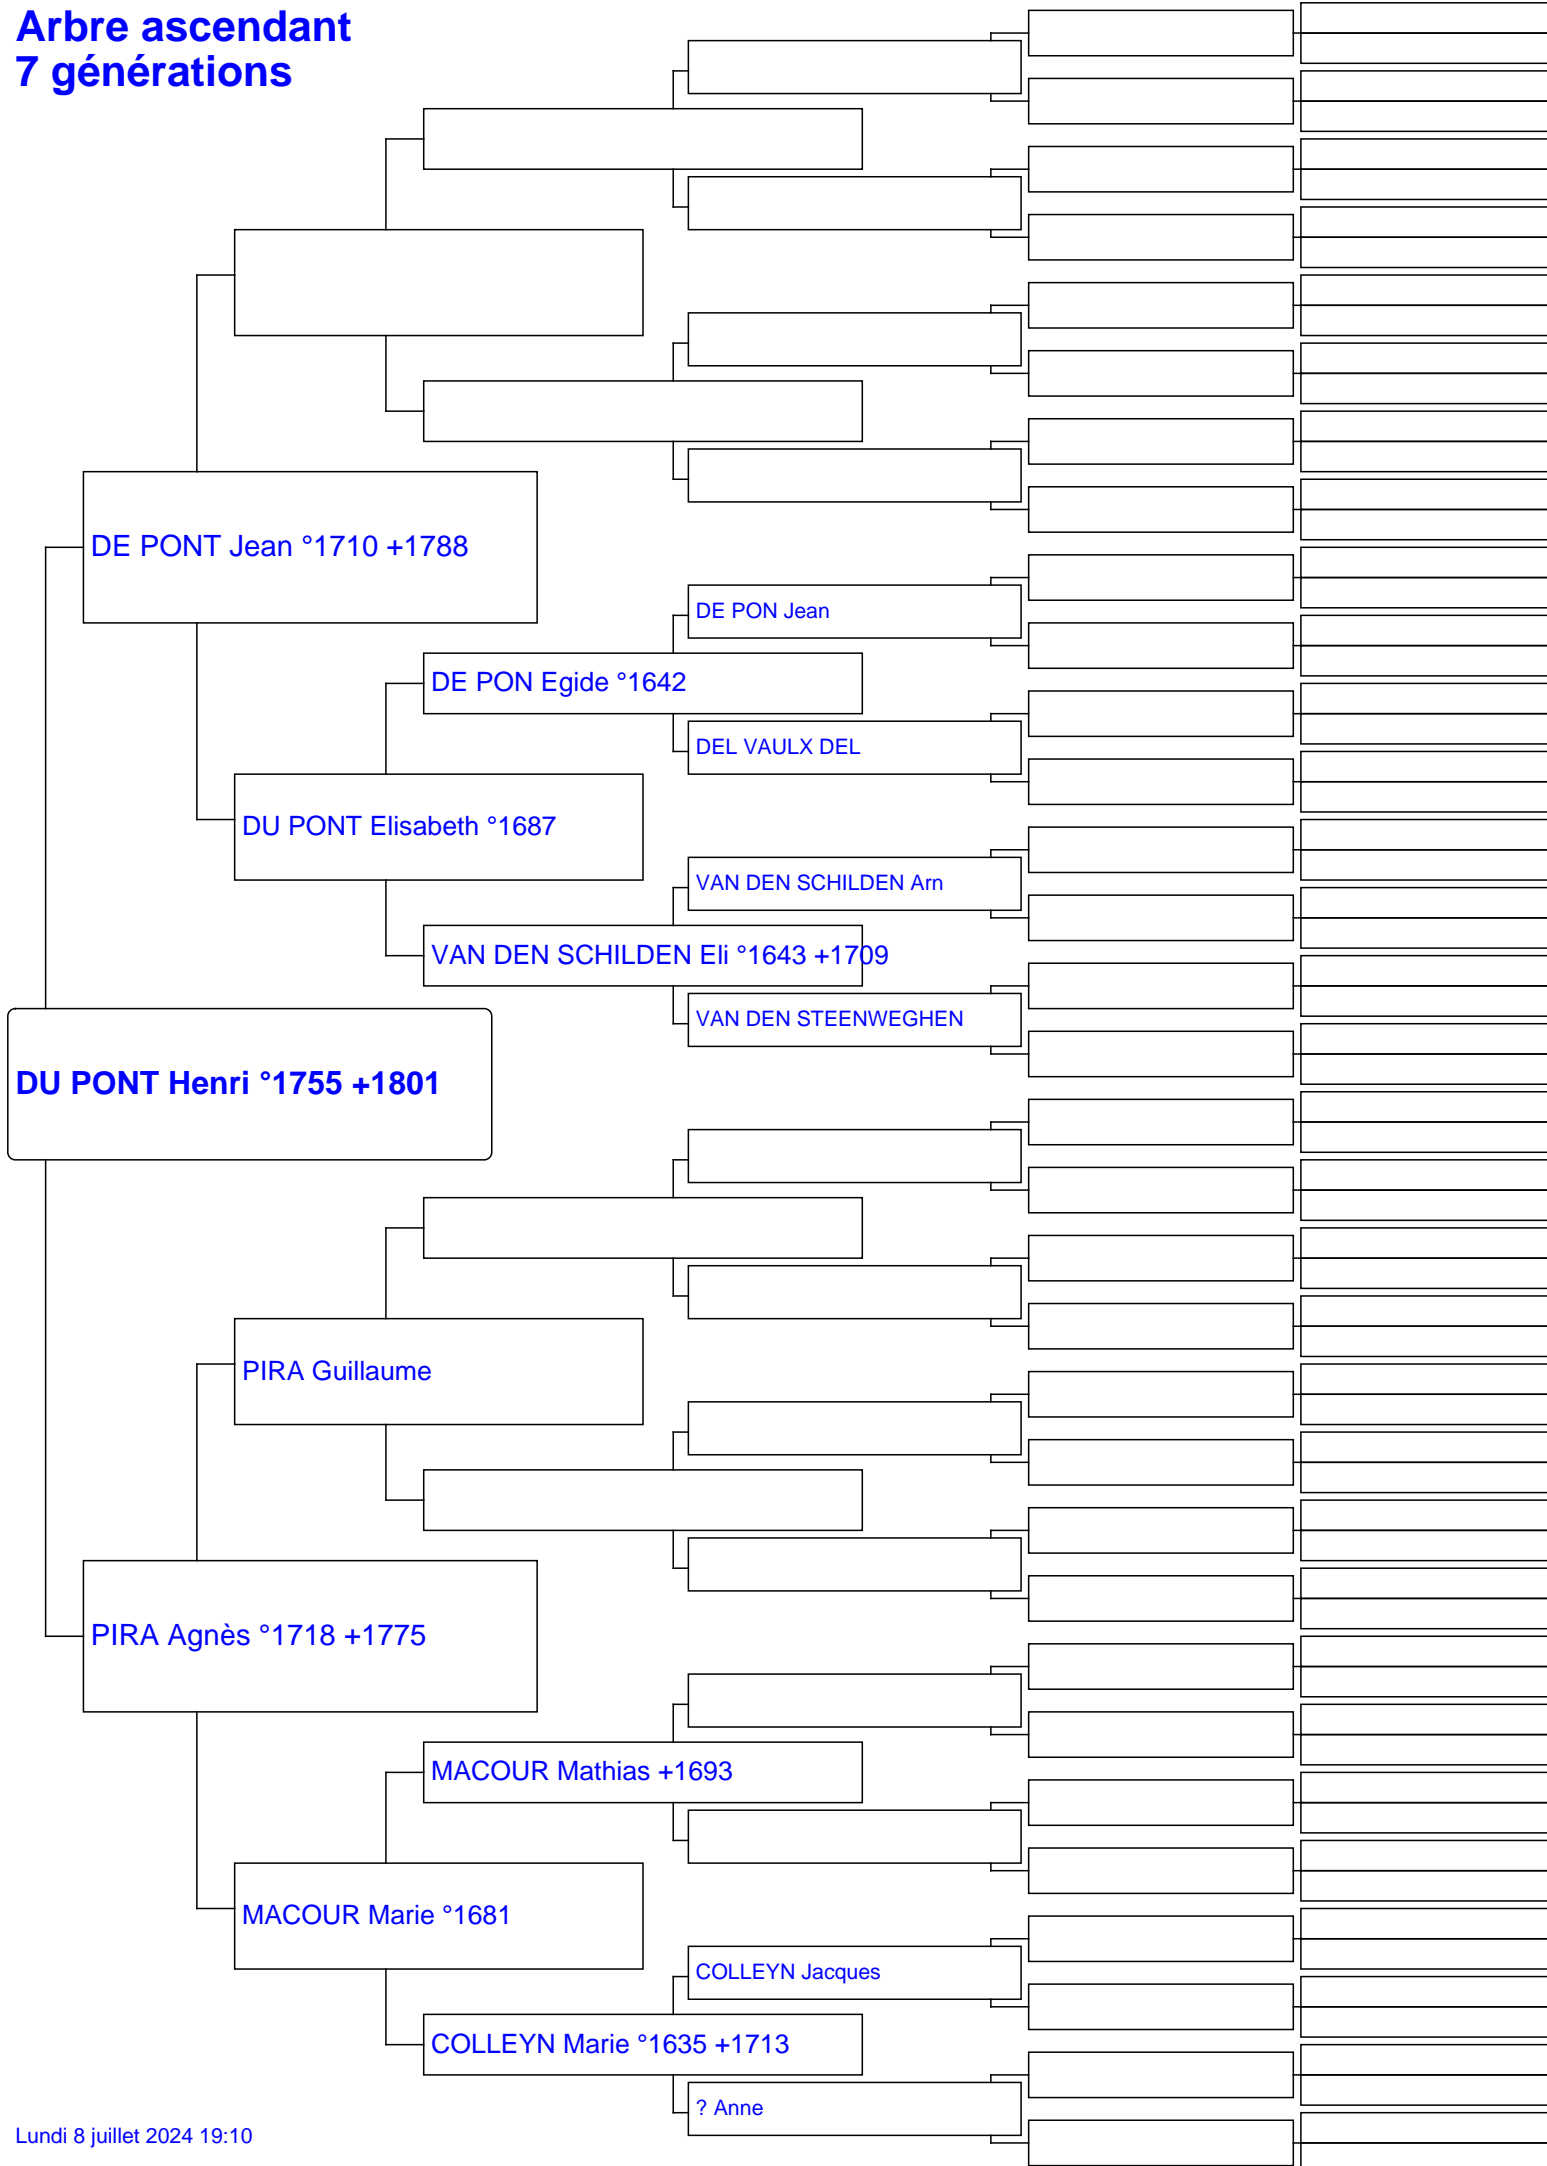 Arbre ascendant
7 générations
DE PONT Jean °1710 +1788
DE PON Jean
DE PON Egide °1642
DEL VAULX DEL
DU PONT Elisabeth °1687
VAN DEN SCHILDEN Arn
VAN DEN SCHILDEN Eli °1643 +1709
VAN DEN STEENWEGHEN
DU PONT Henri °1755 +1801
PIRA Guillaume
PIRA Agnès °1718 +1775
MACOUR Mathias +1693
MACOUR Marie °1681
COLLEYN Jacques
COLLEYN Marie °1635 +1713
? Anne
Lundi 8 juillet 2024 19:10